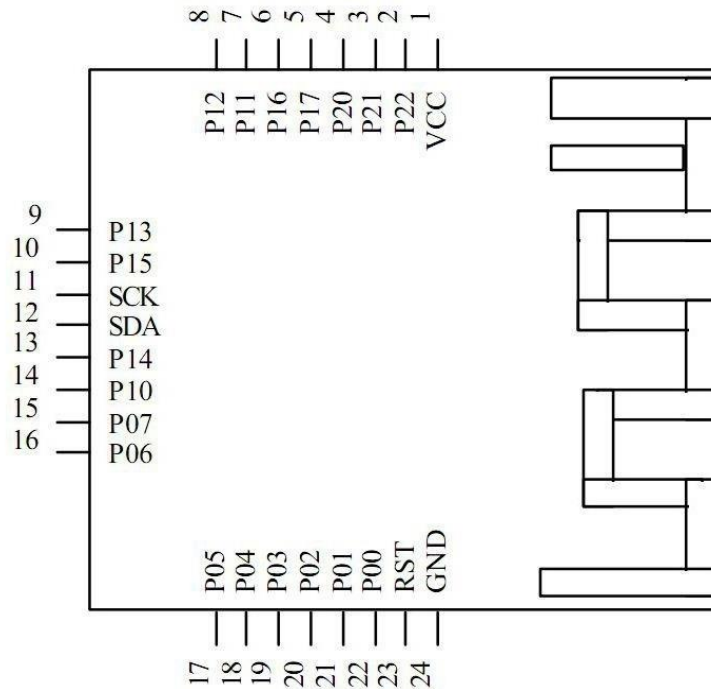 8 7 6 5 4 3 2 1
P12 P11 P16 P17 P20 P21 P22 VCC
9 P13
10 P15
11 SCK
12 SDA
13 P14
14 P10
15 P07
16 P06
P05 P04 P03 P02 P01 P00 RST GND
17 18 19 20 21 22 23 24